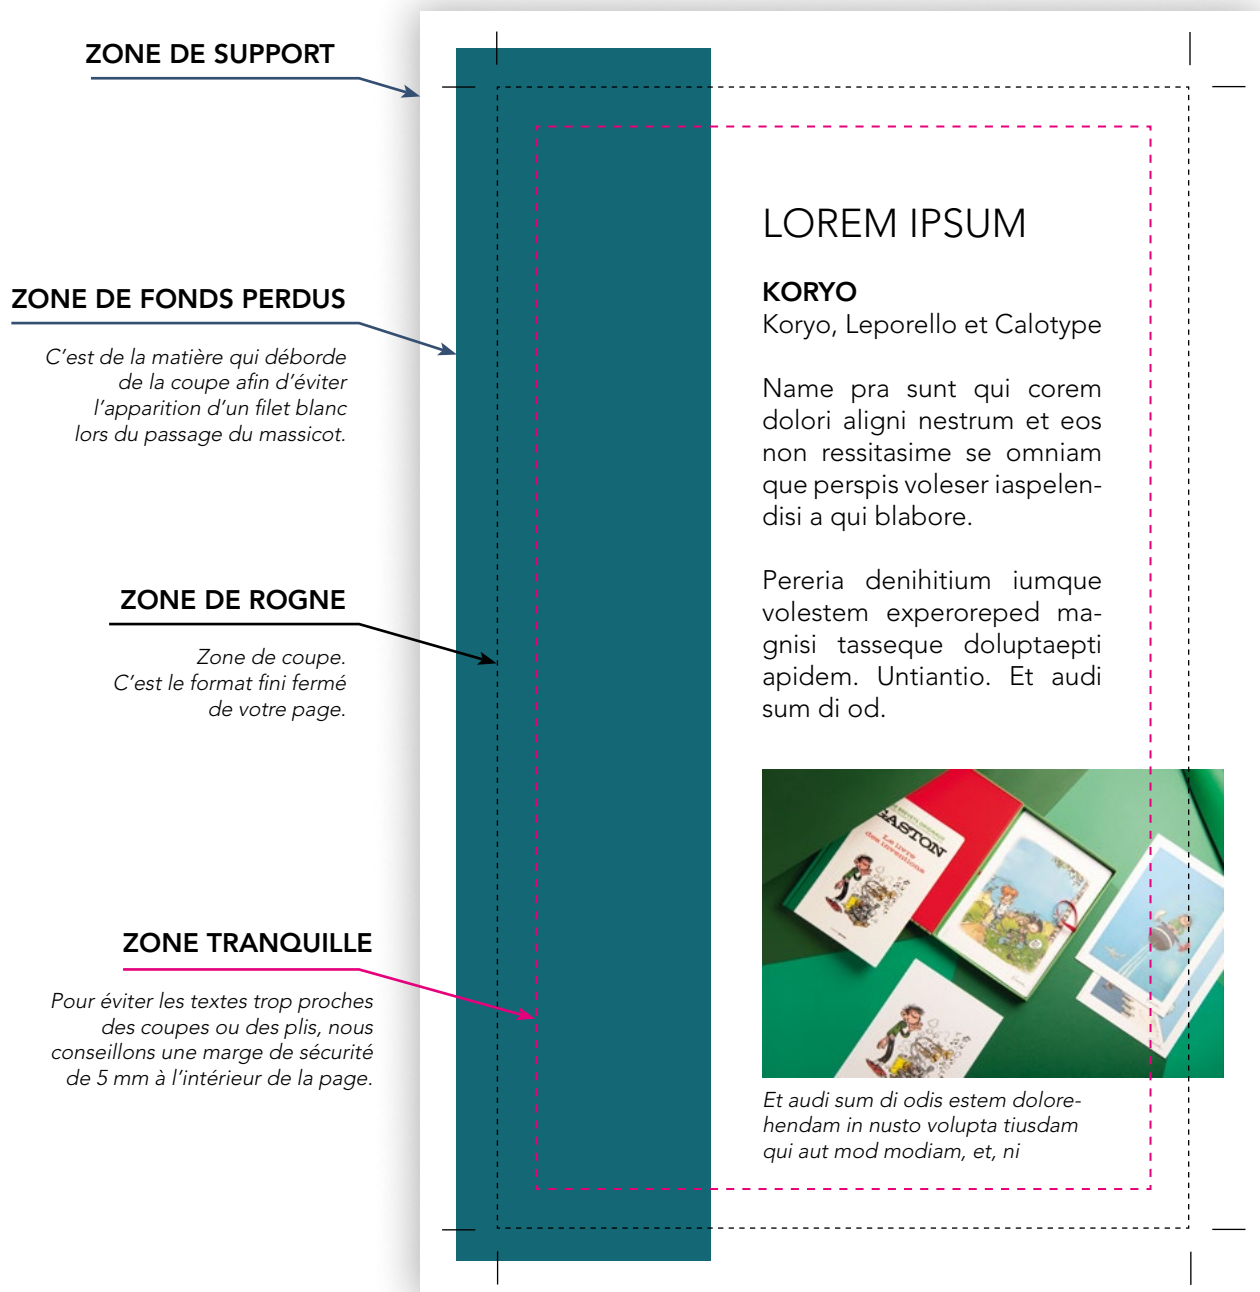 ZONE DE SUPPORT
ZONE DE FONDS PERDUS
C’est de la matière qui déborde
de la coupe afin d’éviter
l’apparition d’un filet blanc
lors du passage du massicot.
ZONE DE ROGNE
Zone de coupe.
C’est le format fini fermé
de votre page.
ZONE TRANQUILLE
Pour éviter les textes trop proches
des coupes ou des plis, nous
conseillons une marge de sécurité
de 5 mm à l’intérieur de la page.
LOREM IPSUM
KORYO
Koryo, Leporello et Calotype
Name pra sunt qui corem
dolori aligni nestrum et eos
non ressitasime se omniam
que perspis voleser iaspelen-
disi a qui blabore.
Pereria denihitium iumque
volestem experoreped ma-
gnisi tasseque doluptaepti
apidem. Untiantio. Et audi
sum di od.
GASTON
Le livre
des inventions
Et audi sum di odis estem dolore-
hendam in nusto volupta tiusdam
qui aut mod modiam, et, ni